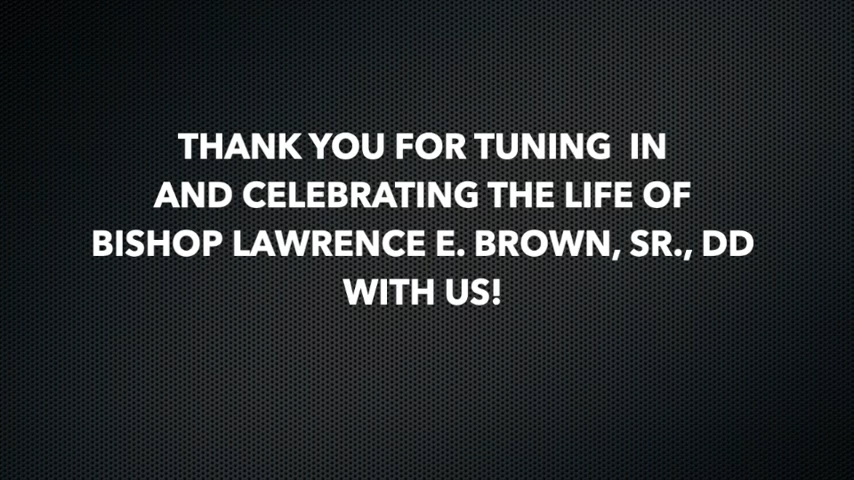 THANK YOU FOR TUNING  IN
AND CELEBRATING THE LIFE OF
BISHOP LAWRENCE E. BROWN, SR., DD
WITH US!